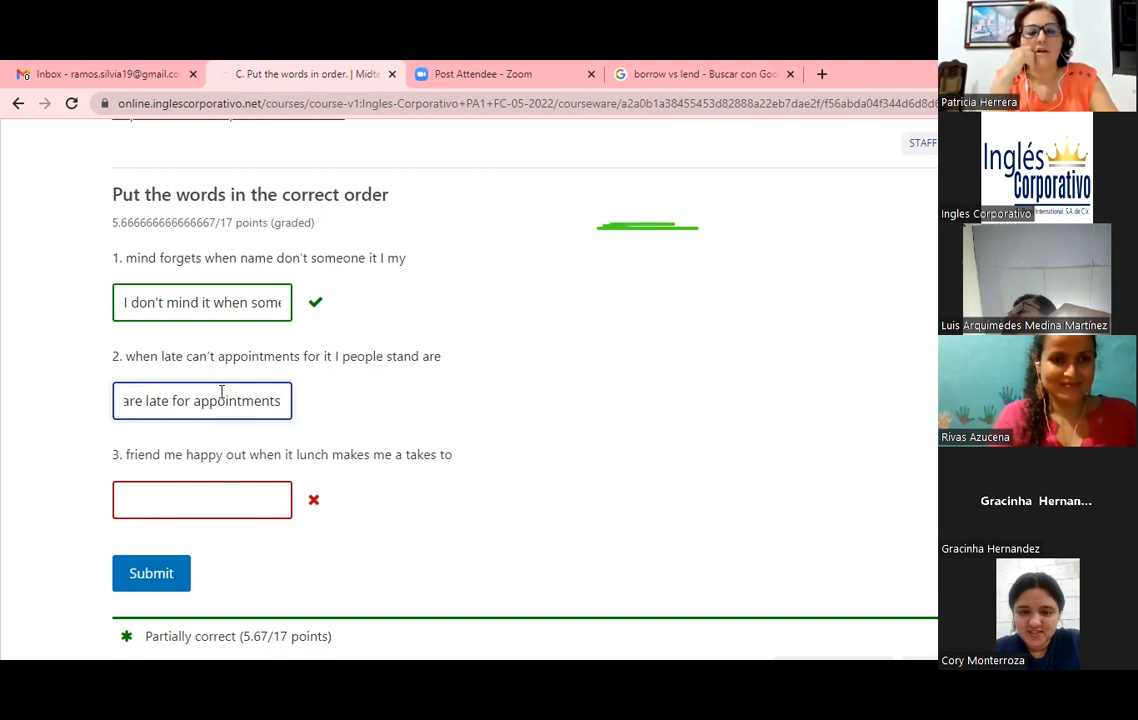 Inbox - ramos.silvia19@gmail.co
C. Put the words in order. | Midte
Post Attendee - Zoom
borrow vs lend - Buscar con Goo
online.inglescorporativo.net/courses/course-v1:Ingles-Corporativo+PA1+FC-05-2022/courseware/a2a0b1a38455453d82888a22eb7dae2f/f56abda04f344d6d8d6
STAFF
Put the words in the correct order
5.666666666666667/17 points (graded)
1. mind forgets when name don't someone it I my
I don't mind it when some
2. when late can't appointments for it I people stand are
are late for appointments
3. friend me happy out when it lunch makes me a takes to
Submit
Partially correct (5.67/17 points)
Patricia Herrera
Inglés
Corporativo
International, S.A. de C.V.
Ingles Corporativo
Luis Arquimedes Medina Martínez
Rivas Azucena
Gracinha Hernan...
Gracinha Hernandez
Cory Monterroza